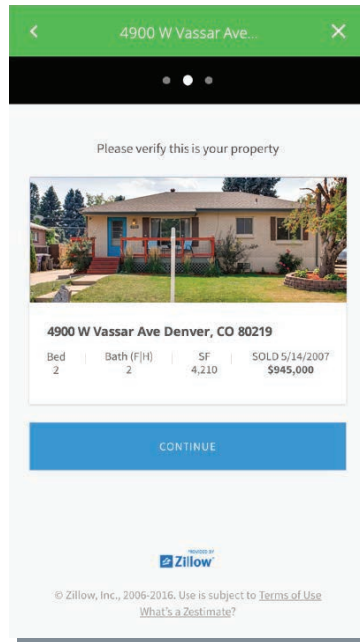 4900 W Vassar Ave...
Please verify this is your property
4900 W Vassar Ave Denver, CO 80219
Bed | Bath (F|H) | SF | SOLD 5/14/2007
2 2 4,210 $945,000
CONTINUE
PROVIDED BY
Zillow
© Zillow, Inc., 2006-2016. Use is subject to Terms of Use
What's a Zestimate?